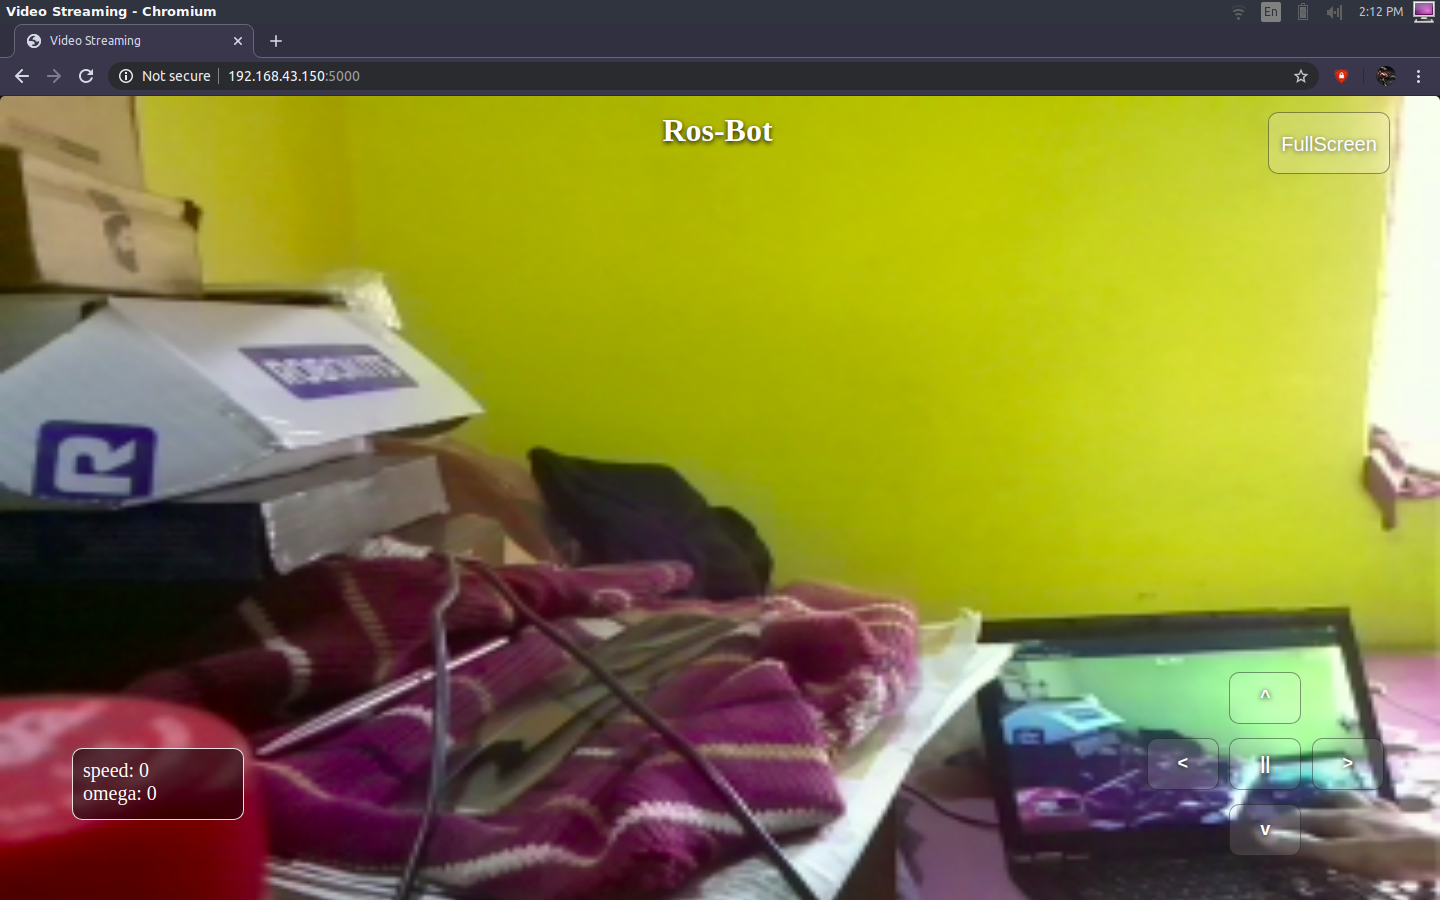 Video Streaming - Chromium
En
2:12 PM
Video Streaming
Not secure
192.168.43.150:5000
Ros-Bot
FullScreen
ROBOKITS
R
^
<
||
>
v
speed: 0
omega: 0